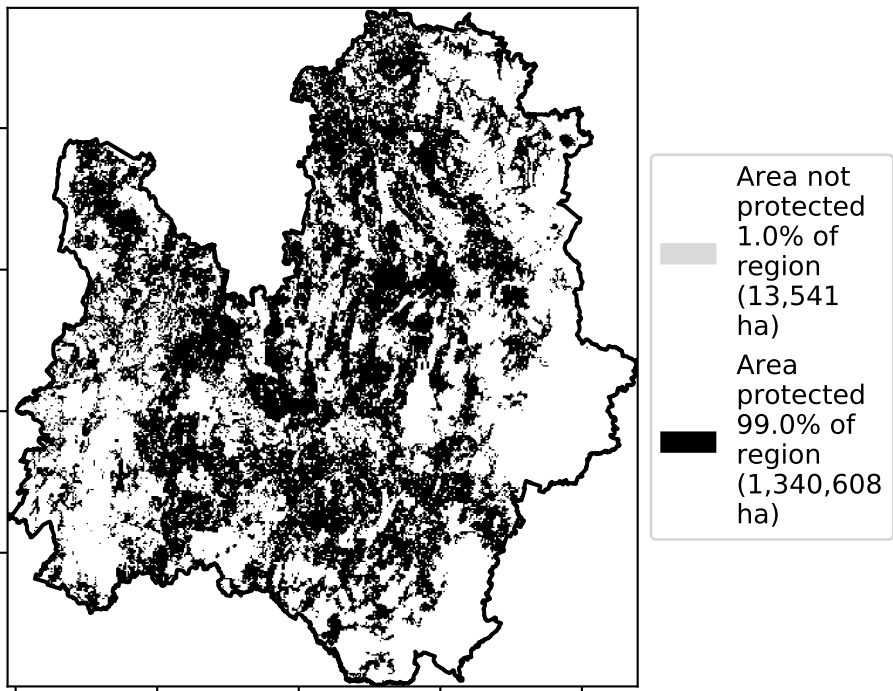 Area not
protected
1.0% of
region
(13,541
ha)
Area
protected
99.0% of
region
(1,340,608
ha)